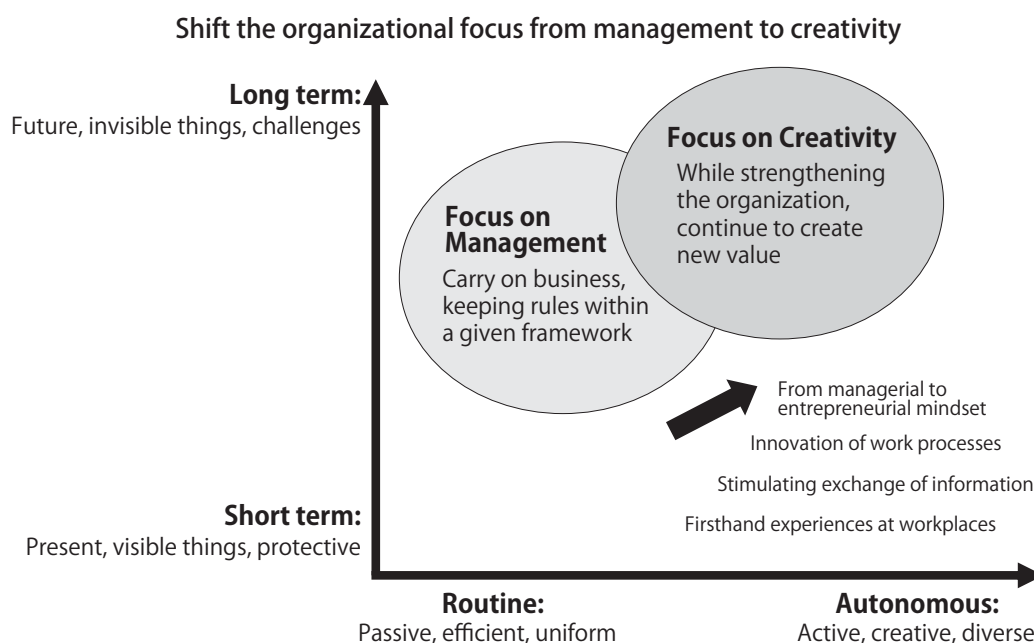 Shift the organizational focus from management to creativity
Long term:
Future, invisible things, challenges
Focus on Creativity
While strengthening
the organization,
continue to create
new value
Focus on
Management
Carry on business,
keeping rules within
a given framework
From managerial to
entrepreneurial mindset
Innovation of work processes
Stimulating exchange of information
Firsthand experiences at workplaces
Short term:
Present, visible things, protective
Routine:
Passive, efficient, uniform
Autonomous:
Active, creative, diverse